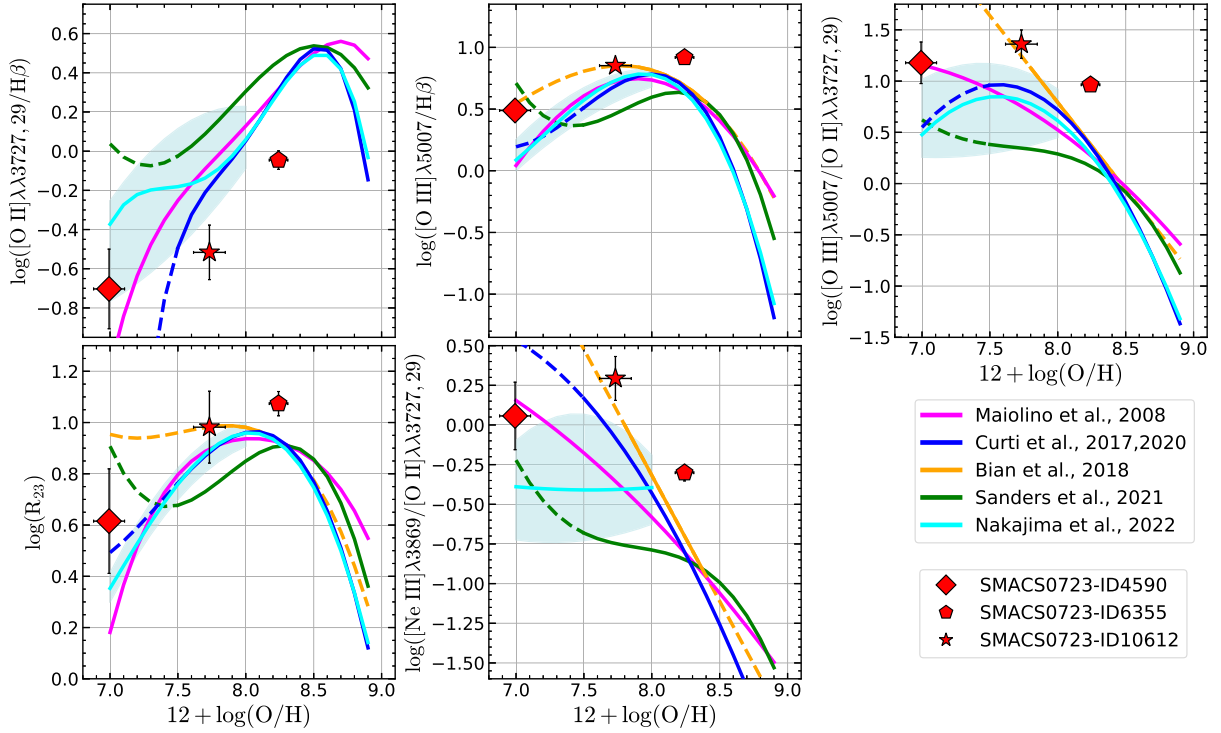 log([O II]λλ3727, 29/Hβ)
0.6
0.4
0.2
0.0
−0.2
−0.4
−0.6
−0.8
log([O III]λ5007/Hβ)
1.0
0.5
0.0
−0.5
−1.0
log([O III]λ5007/[O II]λλ3727, 29)
1.5
1.0
0.5
0.0
−0.5
−1.0
−1.5
7.0 7.5 8.0 8.5 9.0
12 + log(O/H)
log(R23)
1.2
1.0
0.8
0.6
0.4
0.2
0.0
7.0 7.5 8.0 8.5 9.0
12 + log(O/H)
log([Ne III]λ3869/[O II]λλ3727, 29)
0.50
0.25
0.00
−0.25
−0.50
−0.75
−1.00
−1.25
−1.50
7.0 7.5 8.0 8.5 9.0
12 + log(O/H)
Maiolino et al., 2008
Curti et al., 2017,2020
Bian et al., 2018
Sanders et al., 2021
Nakajima et al., 2022
SMACS0723-ID4590
SMACS0723-ID6355
SMACS0723-ID10612